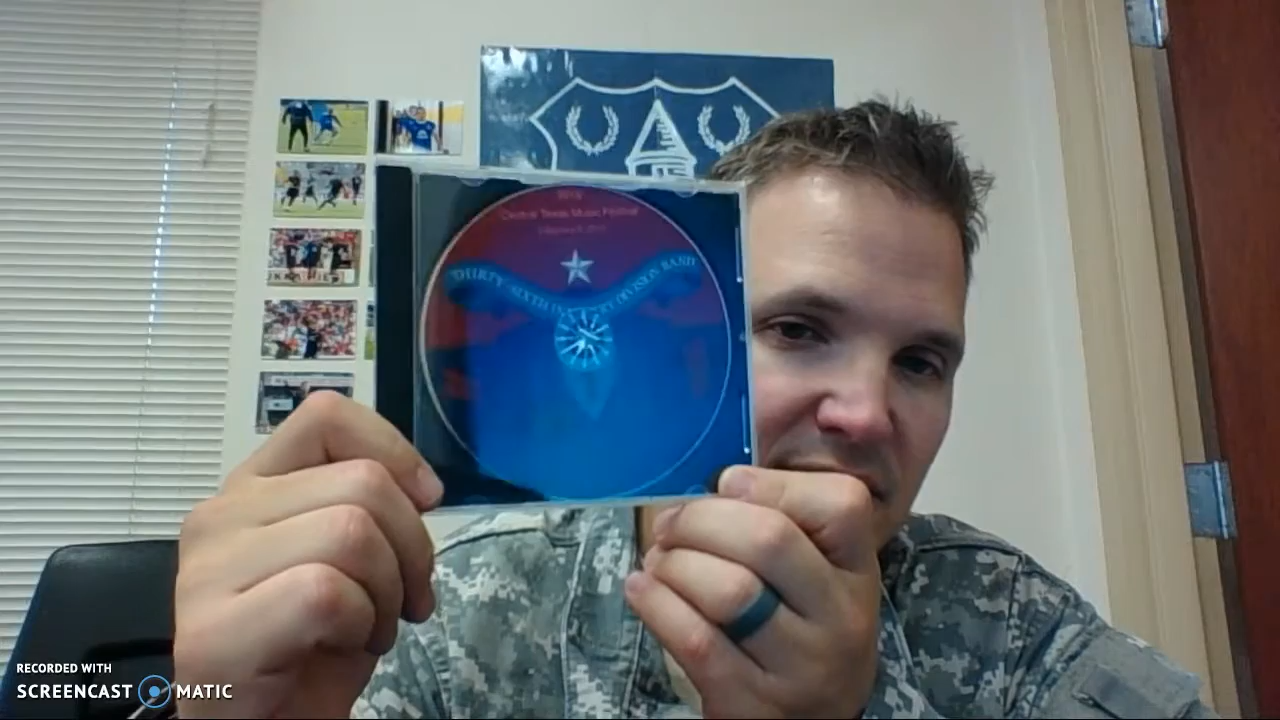 Central Texas Music Festival
THIRTY-SIXTH INFANTRY DIVISION BAND
RECORDED WITH
SCREENCAST MATIC